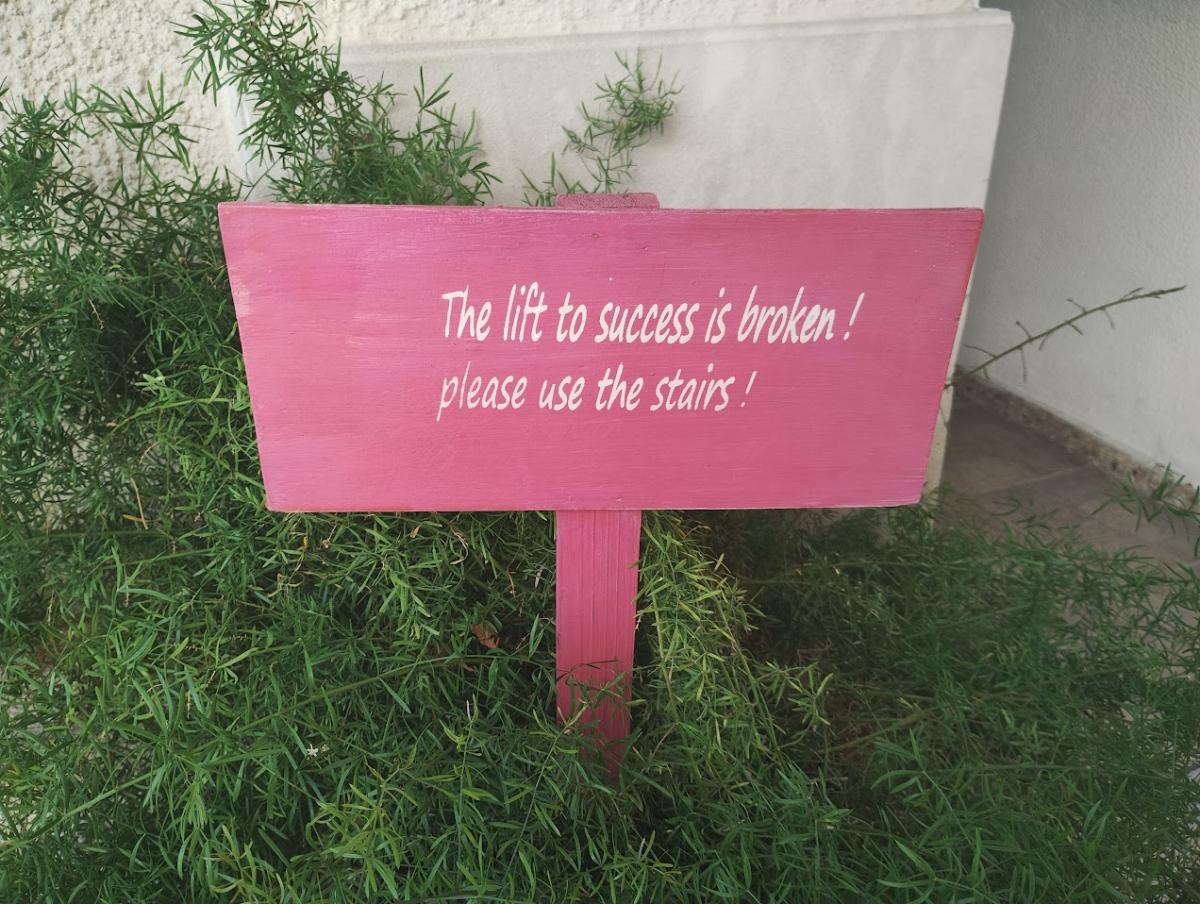 The lift to success is broken !
please use the stairs !